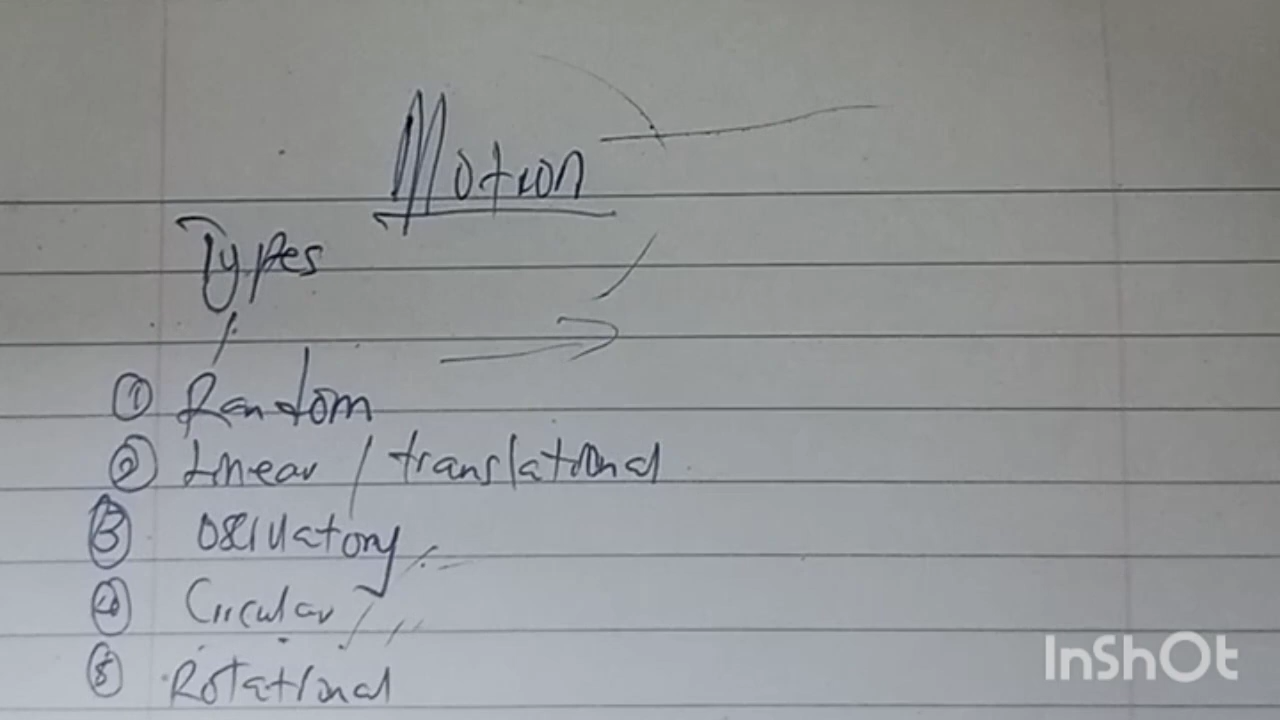 Motion
Types
① Random
② Linear / translational
③ Oscillatory
④ Circular
⑤ Rotational
InShOt